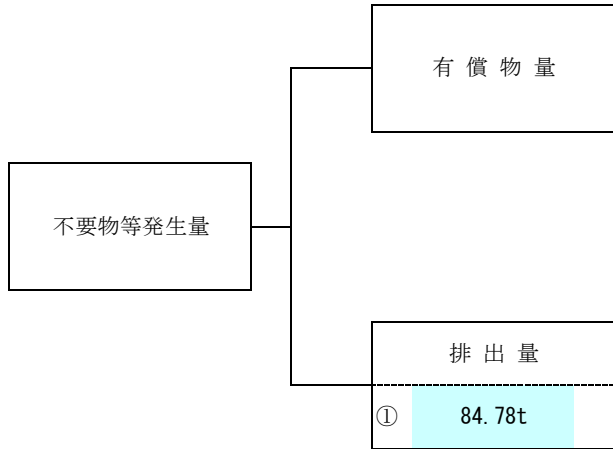 有 償 物 量
不要物等発生量
排 出 量
① 84.78t